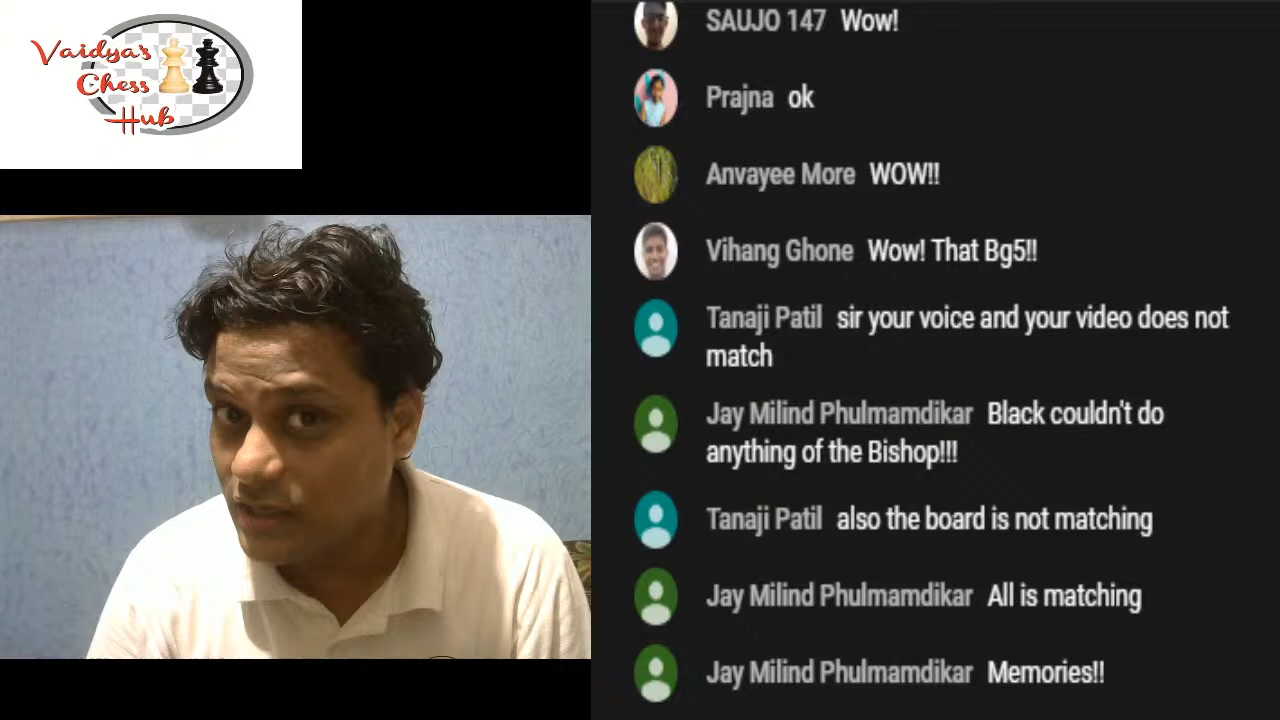 Vaidya's
Chess
Hub
SAUJO 147 Wow!
Prajna ok
Anvayee More WOW!!
Vihang Ghone Wow! That Bg5!!
Tanaji Patil sir your voice and your video does not
match
Jay Milind Phulmamdikar Black couldn't do
anything of the Bishop!!!
Tanaji Patil also the board is not matching
Jay Milind Phulmamdikar All is matching
Jay Milind Phulmamdikar Memories!!